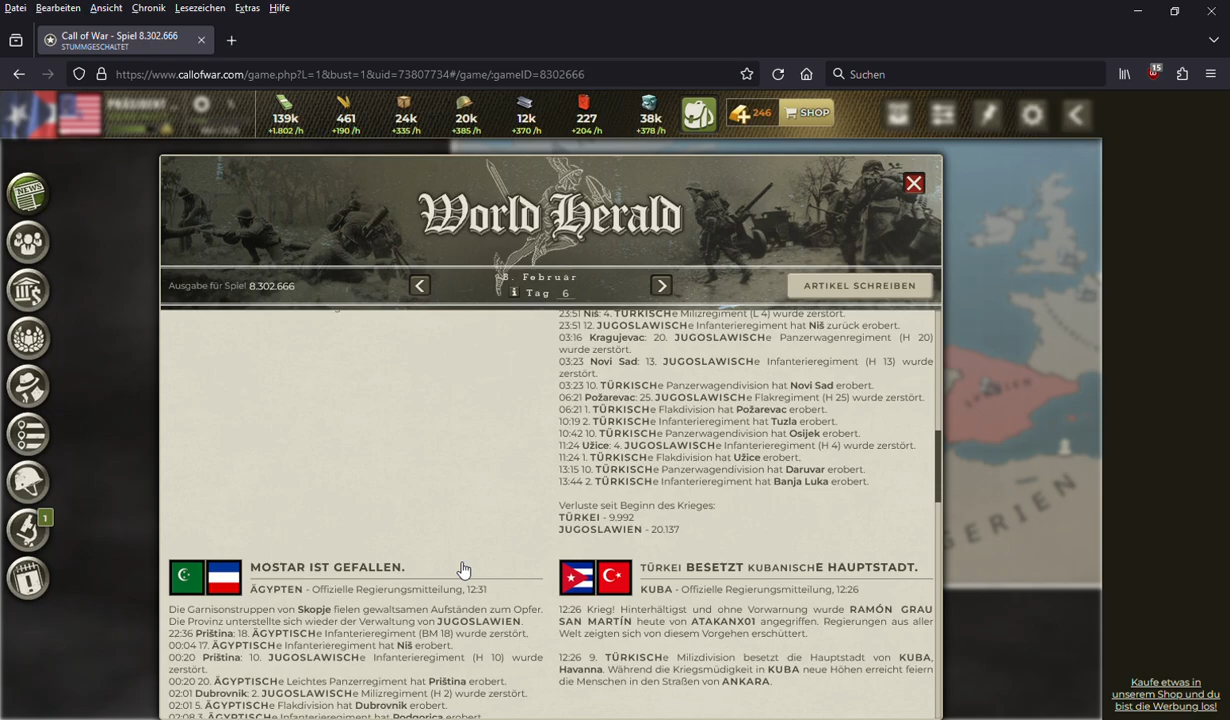 Datei Bearbeiten Ansicht Chronik Lesezeichen Extras Hilfe
Call of War - Spiel 8.302.666
STUMMGESCHALTET
https://www.callofwar.com/game.php?L=1&bust=1&uid=73807734#/game/:gameID=8302666
Suchen
15
PRÄSIDENT
139k 461 24k 20k 12k 227 38k
+1.802 /h +190 /h +335 /h +385 /h +370 /h +204 /h +378 /h
246 SHOP
World Herald
Ausgabe für Spiel 8.302.666
8. Februar
Tag 6
ARTIKEL SCHREIBEN
23:51 Niš: 4. TÜRKISCHe Milizregiment (L 4) wurde zerstört.
23:51 12. JUGOSLAWISCHe Infanterieregiment hat Niš zurück erobert.
03:16 Kragujevac: 20. JUGOSLAWISCHe Panzerwagenregiment (H 20)
wurde zerstört.
03:23 Novi Sad: 13. JUGOSLAWISCHe Infanterieregiment (H 13) wurde
zerstört.
03:23 10. TÜRKISCHe Panzerwagendivision hat Novi Sad erobert.
06:21 Požarevac: 25. JUGOSLAWISCHe Flakregiment (H 25) wurde zerstört.
06:21 1. TÜRKISCHe Flakdivision hat Požarevac erobert.
10:19 2. TÜRKISCHe Infanterieregiment hat Tuzla erobert.
10:42 10. TÜRKISCHe Panzerwagendivision hat Osijek erobert.
11:24 Užice: 4. JUGOSLAWISCHe Infanterieregiment (H 4) wurde zerstört.
11:24 1. TÜRKISCHe Flakdivision hat Užice erobert.
13:15 10. TÜRKISCHe Panzerwagendivision hat Daruvar erobert.
13:44 2. TÜRKISCHe Infanterieregiment hat Banja Luka erobert.
Verluste seit Beginn des Krieges:
TÜRKEI - 9.992
JUGOSLAWIEN - 20.137
MOSTAR IST GEFALLEN.
ÄGYPTEN - Offizielle Regierungsmitteilung, 12:31
Die Garnisonstruppen von Skopje fielen gewaltsamen Aufständen zum Opfer.
Die Provinz unterstellte sich wieder der Verwaltung von JUGOSLAWIEN.
22:36 Priština: 18. ÄGYPTISCHe Infanterieregiment (BM 18) wurde zerstört.
00:04 17. ÄGYPTISCHe Infanterieregiment hat Niš erobert.
00:20 Priština: 10. JUGOSLAWISCHe Infanterieregiment (H 10) wurde
zerstört.
00:20 20. ÄGYPTISCHe Leichtes Panzerregiment hat Priština erobert.
02:01 Dubrovnik: 2. JUGOSLAWISCHe Milizregiment (H 2) wurde zerstört.
02:01 5. ÄGYPTISCHe Flakdivision hat Dubrovnik erobert.
02:08 3. ÄGYPTISCHe Infanterieregiment hat Podgorica erobert.
TÜRKEI BESETZT KUBANISCHE HAUPTSTADT.
KUBA - Offizielle Regierungsmitteilung, 12:26
12:26 Krieg! Hinterhältigst und ohne Vorwarnung wurde RAMÓN GRAU
SAN MARTÍN heute von ATAKANX01 angegriffen. Regierungen aus aller
Welt zeigten sich von diesem Vorgehen erschüttert.
12:26 9. TÜRKISCHe Milizdivision besetzt die Hauptstadt von KUBA,
Havanna. Während die Kriegsmüdigkeit in KUBA neue Höhen erreicht feiern
die Menschen in den Straßen von ANKARA.
NEWS
1
SPANIEN
GERIEN
Kaufe etwas in
unserem Shop und du
bist die Werbung los!